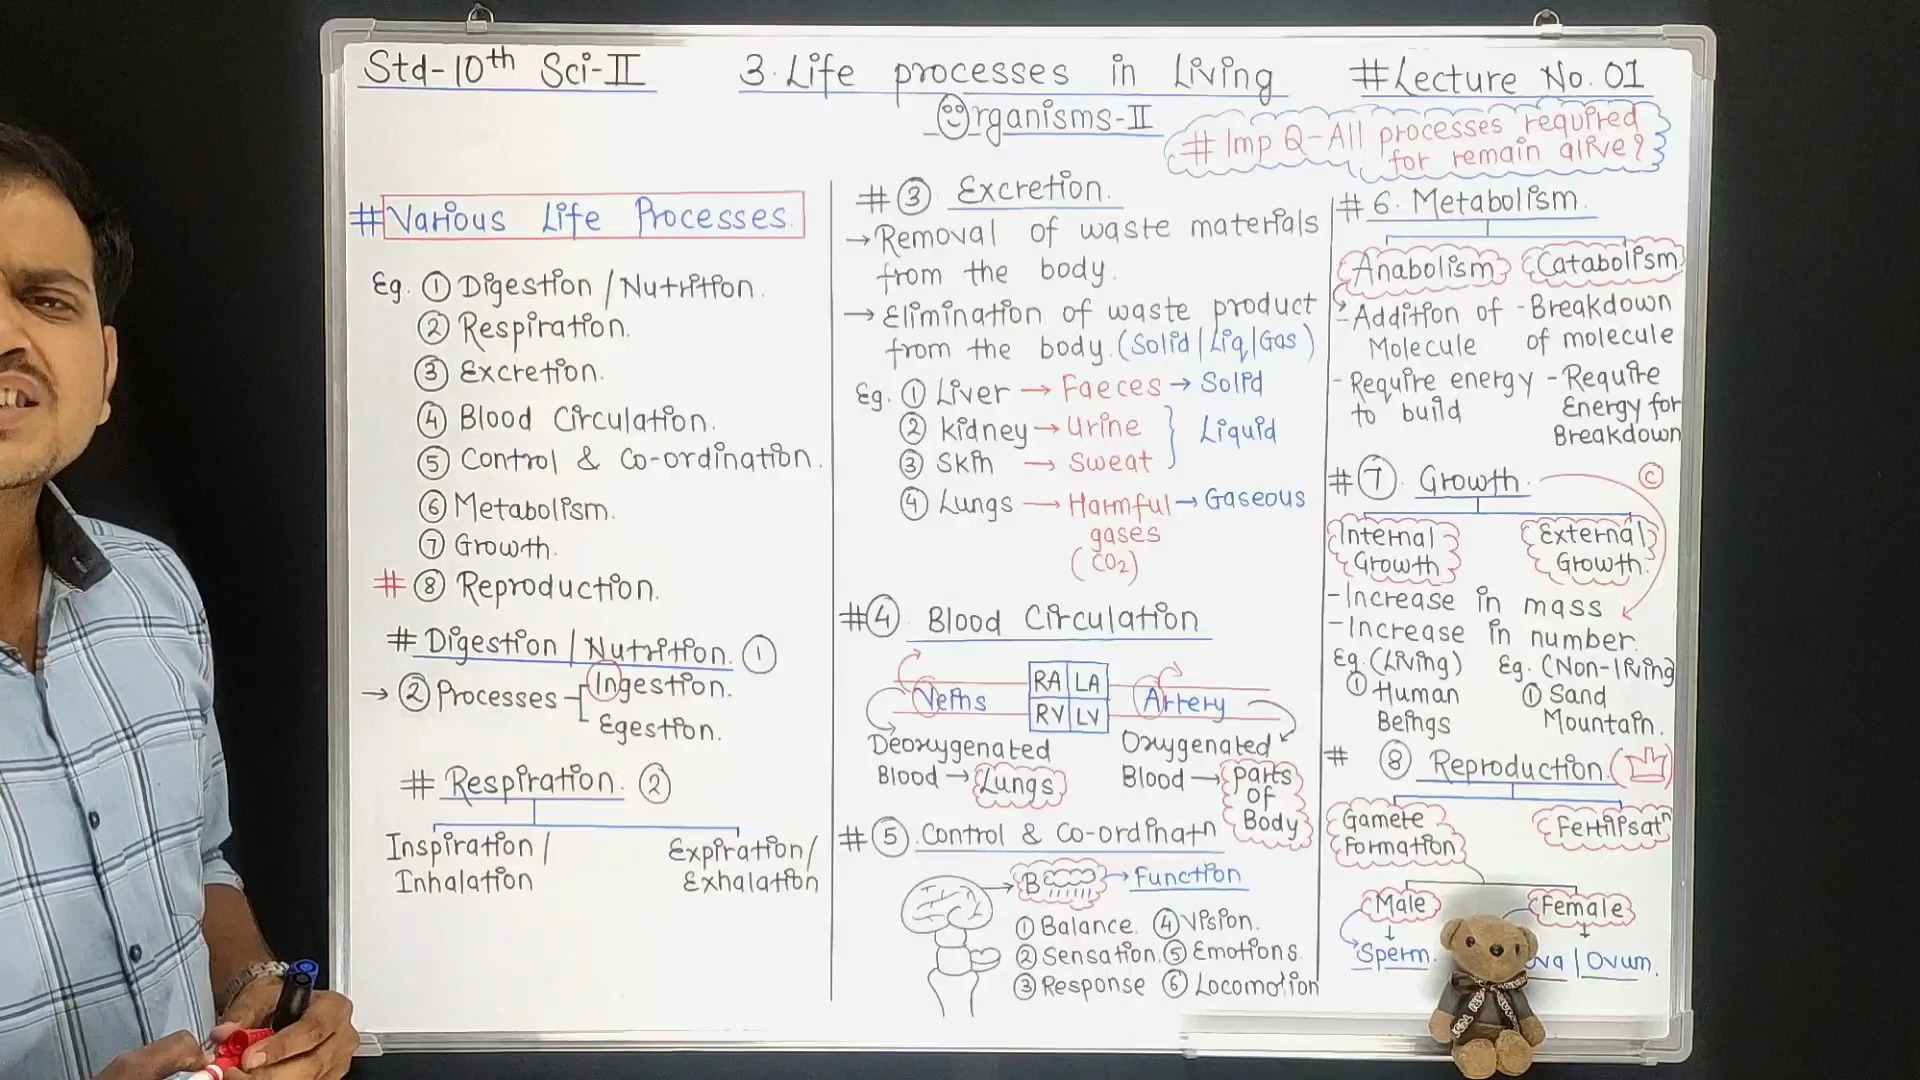 Std-10th Sci-II
3. Life processes in Living
Organisms-II
#Lecture No. 01
# Imp Q-All processes required
for remain alive?
#Various Life Processes.
Eg. ① Digestion / Nutrition.
② Respiration.
③ Excretion.
④ Blood Circulation.
⑤ Control & Co-ordination.
⑥ Metabolism.
⑦ Growth.
# ⑧ Reproduction.
# Digestion / Nutrition. ①
→ ② Processes
Ingestion.
Egestion.
# Respiration. ②
Inspiration /
Inhalation
Expiration /
Exhalation
# ③ Excretion.
→ Removal of waste materials
from the body.
→ Elimination of waste product
from the body. (Solid | Liq | Gas)
Eg. ① Liver → Faeces → Solid
② Kidney → Urine } Liquid
③ Skin → Sweat
④ Lungs → Harmful → Gaseous
gases
(CO₂)
#④ Blood Circulation
Veins RA LA Artery
RV LV
Deoxygenated
Blood → Lungs
Oxygenated
Blood → parts
of
Body
# ⑤ Control & Co-ordinatn
B → Function
① Balance. ④ Vision.
② Sensation. ⑤ Emotions.
③ Response ⑥ Locomotion
# 6. Metabolism.
Anabolism
- Addition of
Molecule
- Require energy
to build
Catabolism
- Breakdown
of molecule
- Require
Energy for
Breakdown
# ⑦ Growth. ©
Internal
Growth
External
Growth.
- Increase in mass
- Increase in number.
Eg. (Living)
① Human
Beings
Eg. (Non-living
① Sand
Mountain.
# ⑧ Reproduction.
Gamete
Formation
Fertilisatn
Male
Sperm.
Female
Ova | Ovum.